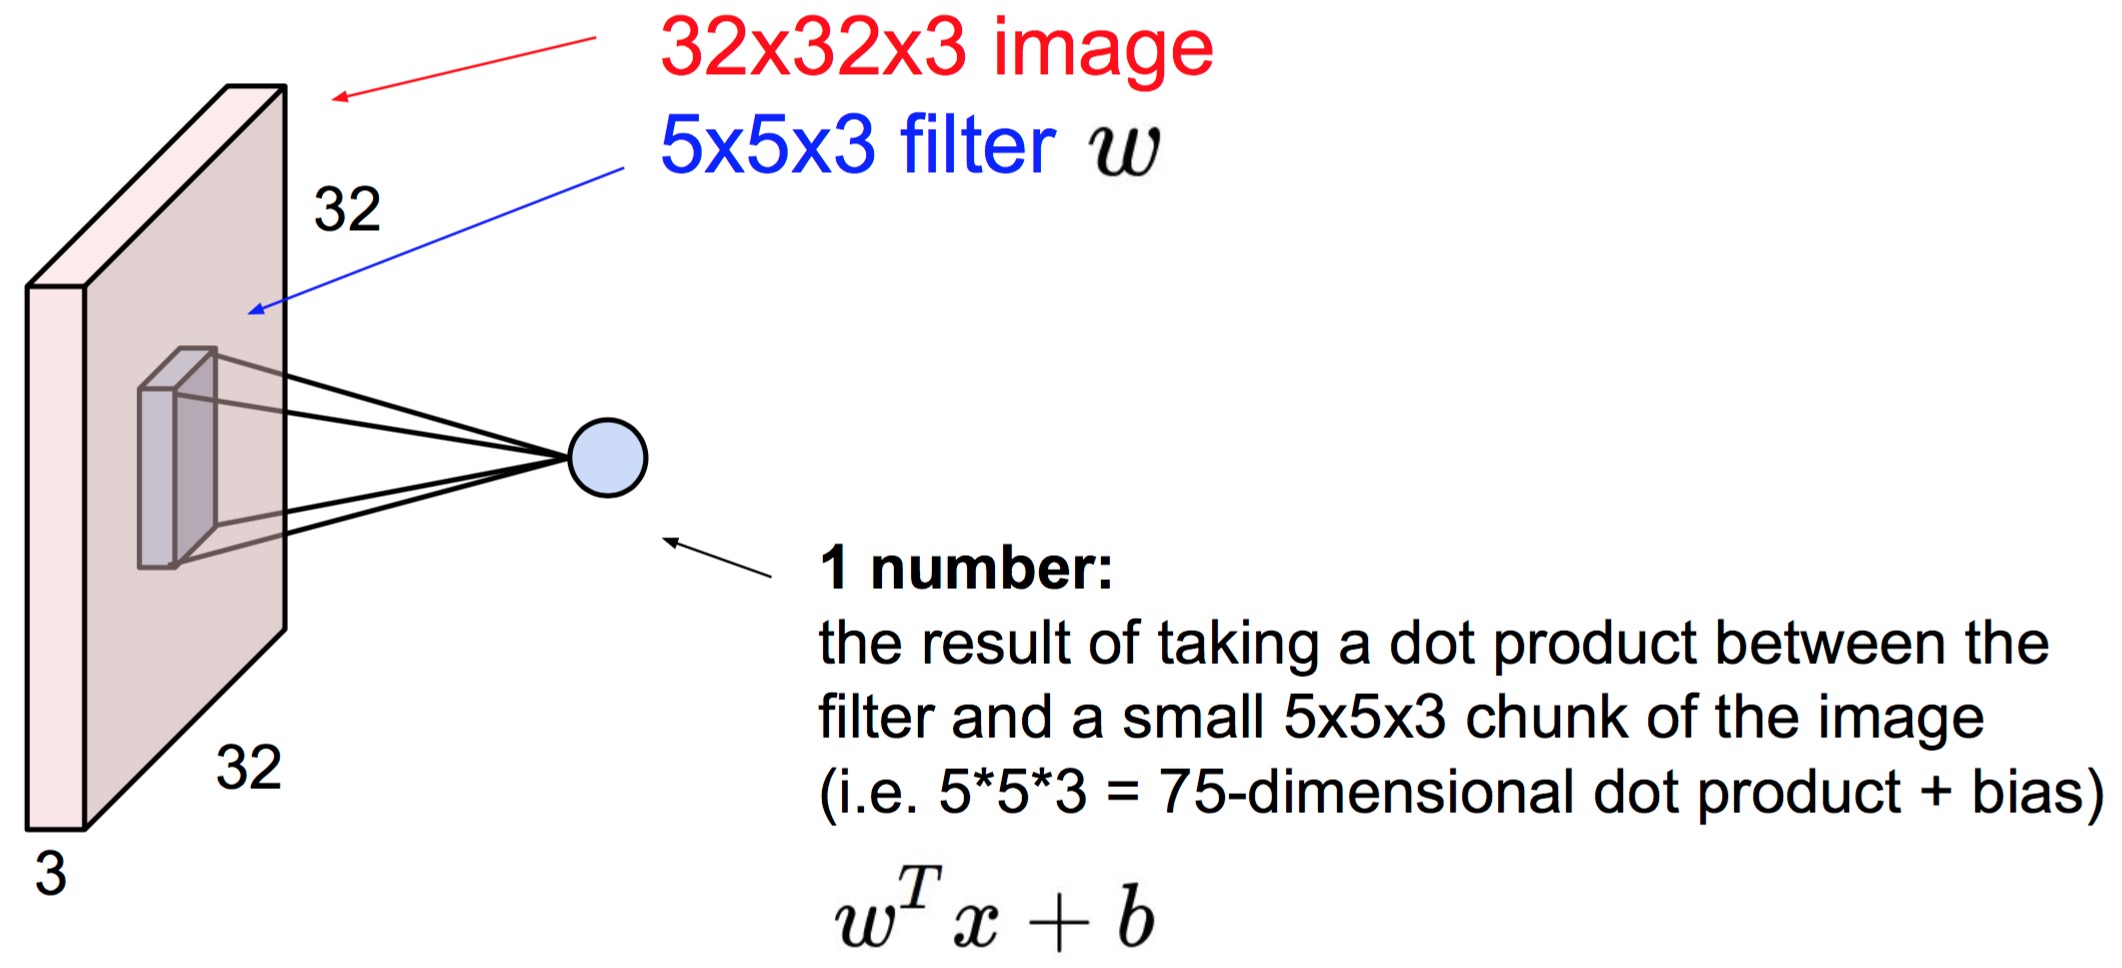 32x32x3 image
5x5x3 filter w
32
32
3
1 number:
the result of taking a dot product between the
filter and a small 5x5x3 chunk of the image
(i.e. 5*5*3 = 75-dimensional dot product + bias)
w^T x + b